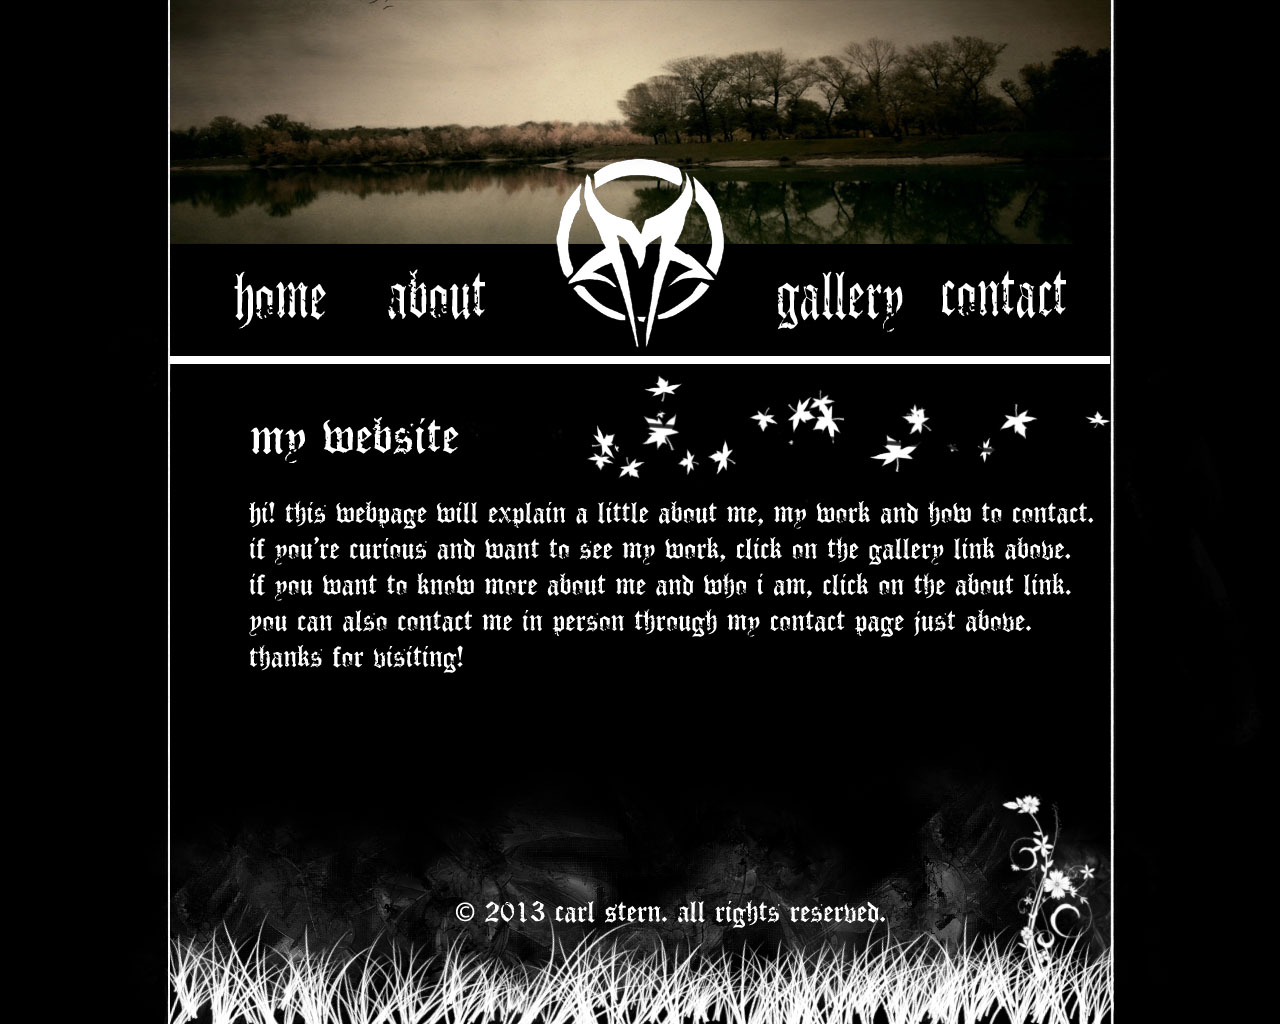 home about gallery contact
my website
hi! this webpage will explain a little about me, my work and how to contact.
if you're curious and want to see my work, click on the gallery link above.
if you want to know more about me and who i am, click on the about link.
you can also contact me in person through my contact page just above.
thanks for visiting!
© 2013 carl stern. all rights reserved.